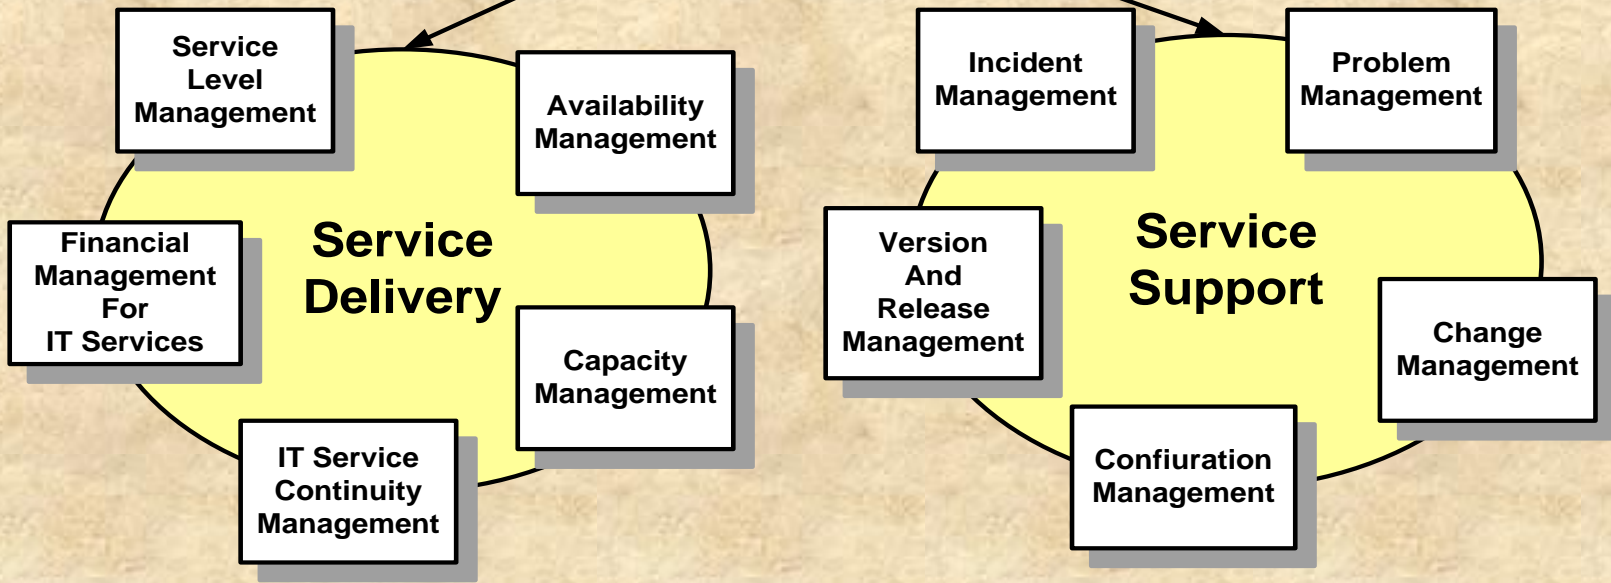 Service
Level
Management
Availability
Management
Financial
Management
For
IT Services
Service
Delivery
Capacity
Management
IT Service
Continuity
Management
Incident
Management
Problem
Management
Version
And
Release
Management
Service
Support
Change
Management
Confiuration
Management